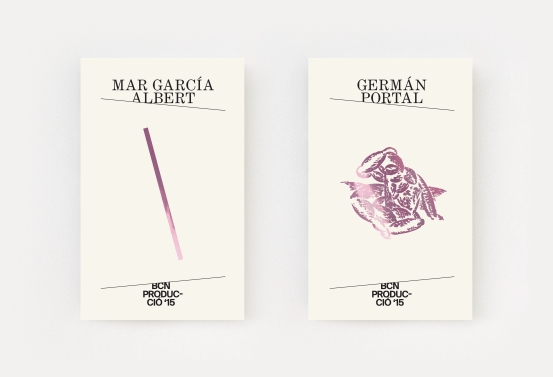 MAR GARCÍA
ALBERT
BCN
PRODUC-
CIÓ '15
GERMÁN
PORTAL
BCN
PRODUC-
CIÓ '15